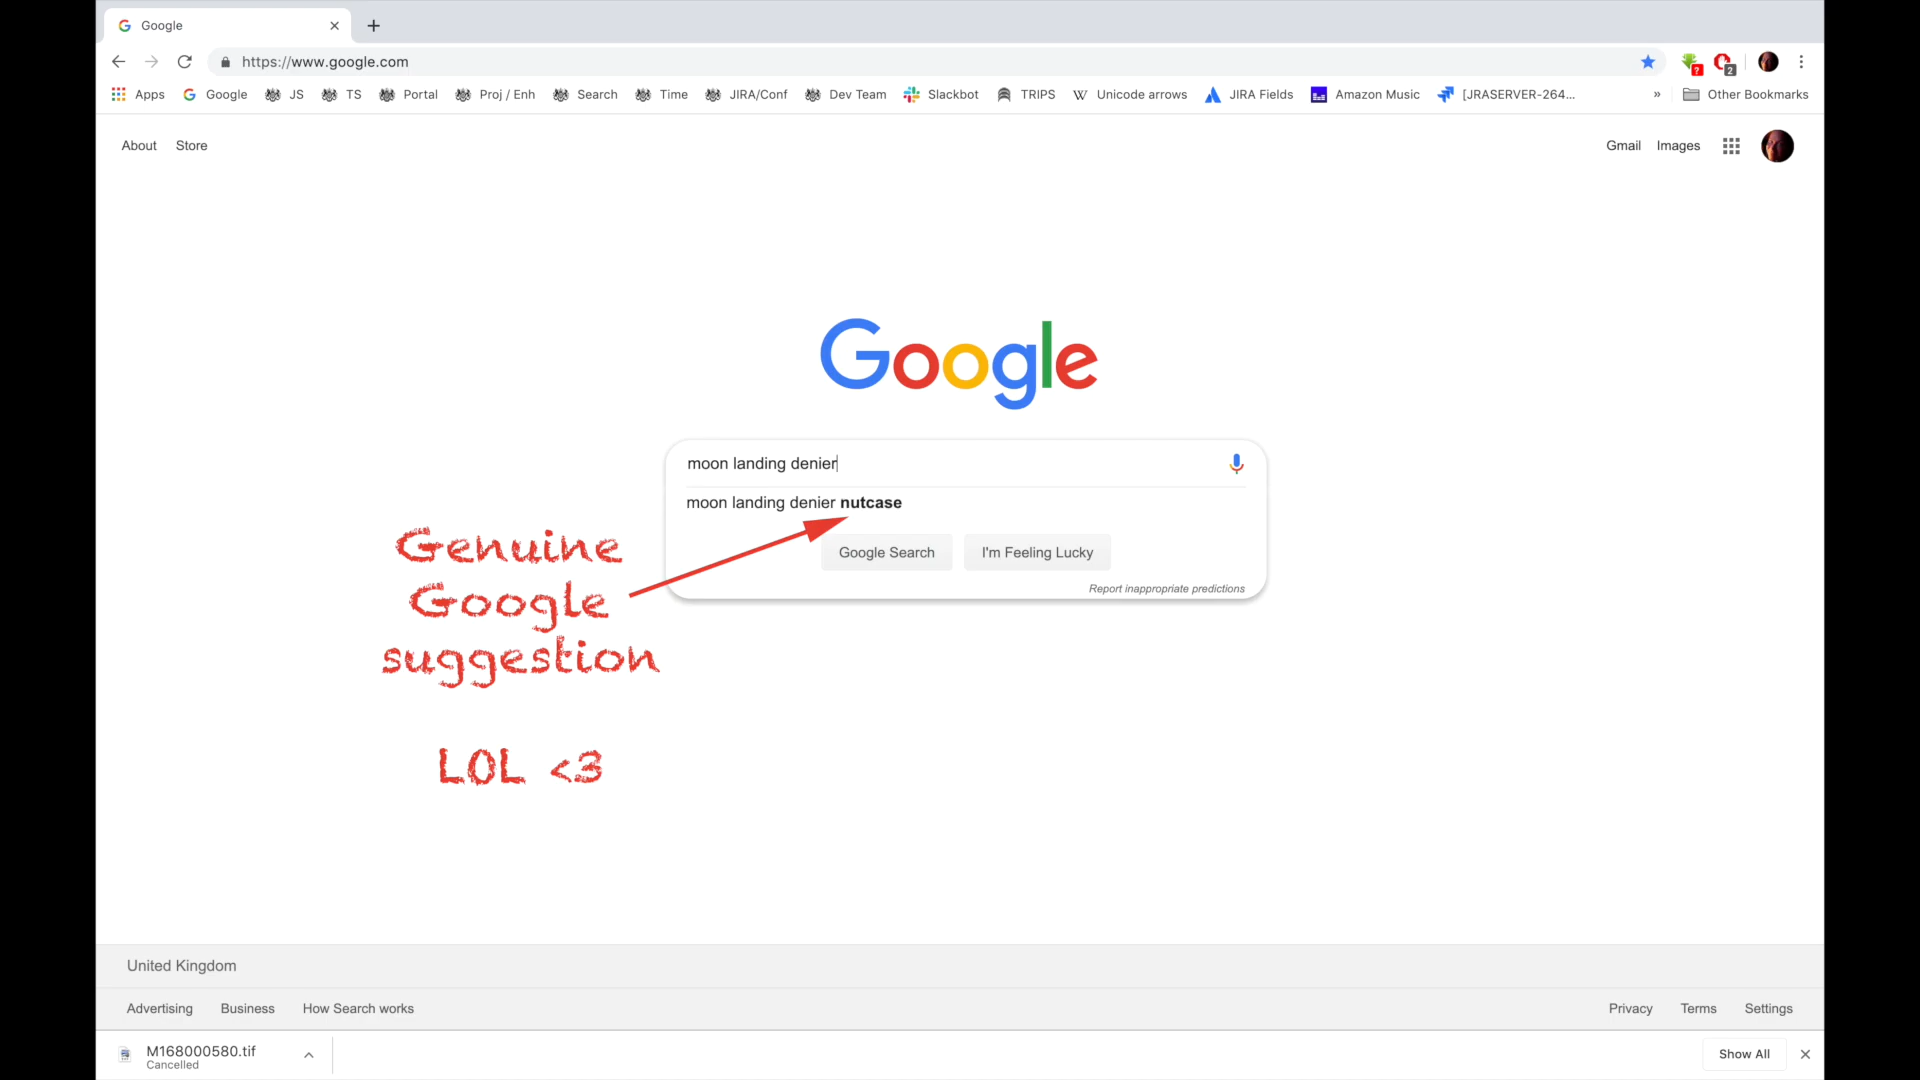 Google
https://www.google.com
Apps Google JS TS Portal Proj / Enh Search Time JIRA/Conf Dev Team Slackbot TRIPS Unicode arrows JIRA Fields Amazon Music [JRASERVER-264... » Other Bookmarks
About Store Gmail Images
Google
moon landing denier
moon landing denier nutcase
Google Search I'm Feeling Lucky
Report inappropriate predictions
Genuine
Google
suggestion
LOL <3
United Kingdom
Advertising Business How Search works Privacy Terms Settings
M168000580.tif
Cancelled
Show All